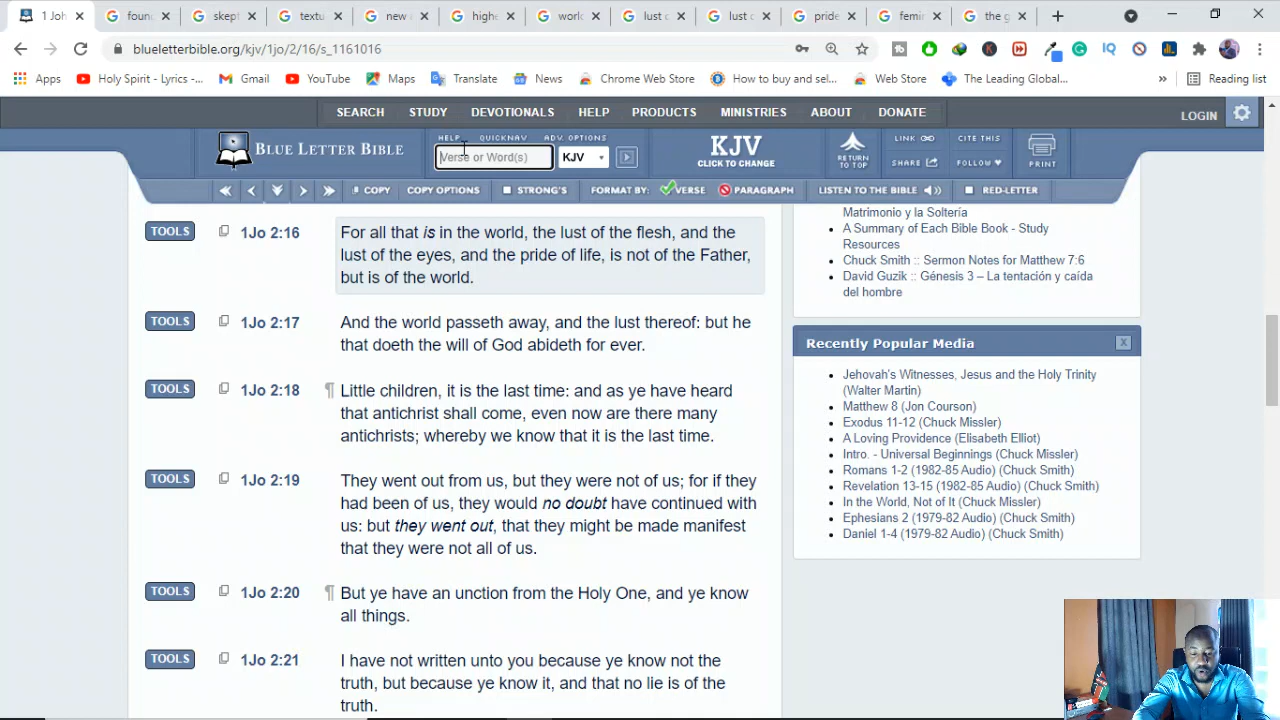 1 Joh
found
skept
textu
new a
highe
world
lust o
lust o
pride
femin
the g
blueletterbible.org/kjv/1jo/2/16/s_1161016
Apps
Holy Spirit - Lyrics -...
Gmail
YouTube
Maps
Translate
News
Chrome Web Store
How to buy and sel...
Web Store
The Leading Global...
»
Reading list
SEARCH
STUDY
DEVOTIONALS
HELP
PRODUCTS
MINISTRIES
ABOUT
DONATE
LOGIN
BLUE LETTER BIBLE
HELP
QUICKNAV
ADV. OPTIONS
Verse or Word(s)
KJV
KJV
CLICK TO CHANGE
RETURN
TO TOP
LINK
CITE THIS
SHARE
FOLLOW
PRINT
COPY
COPY OPTIONS
STRONG'S
FORMAT BY:
VERSE
PARAGRAPH
LISTEN TO THE BIBLE
RED-LETTER
TOOLS
1Jo 2:16
For all that is in the world, the lust of the flesh, and the
lust of the eyes, and the pride of life, is not of the Father,
but is of the world.
TOOLS
1Jo 2:17
And the world passeth away, and the lust thereof: but he
that doeth the will of God abideth for ever.
TOOLS
1Jo 2:18
¶ Little children, it is the last time: and as ye have heard
that antichrist shall come, even now are there many
antichrists; whereby we know that it is the last time.
TOOLS
1Jo 2:19
They went out from us, but they were not of us; for if they
had been of us, they would no doubt have continued with
us: but they went out, that they might be made manifest
that they were not all of us.
TOOLS
1Jo 2:20
¶ But ye have an unction from the Holy One, and ye know
all things.
TOOLS
1Jo 2:21
I have not written unto you because ye know not the
truth, but because ye know it, and that no lie is of the
truth.
Matrimonio y la Soltería
A Summary of Each Bible Book - Study
Resources
Chuck Smith :: Sermon Notes for Matthew 7:6
David Guzik :: Génesis 3 – La tentación y caída
del hombre
Recently Popular Media
X
Jehovah's Witnesses, Jesus and the Holy Trinity
(Walter Martin)
Matthew 8 (Jon Courson)
Exodus 11-12 (Chuck Missler)
A Loving Providence (Elisabeth Elliot)
Intro. - Universal Beginnings (Chuck Missler)
Romans 1-2 (1982-85 Audio) (Chuck Smith)
Revelation 13-15 (1982-85 Audio) (Chuck Smith)
In the World, Not of It (Chuck Missler)
Ephesians 2 (1979-82 Audio) (Chuck Smith)
Daniel 1-4 (1979-82 Audio) (Chuck Smith)